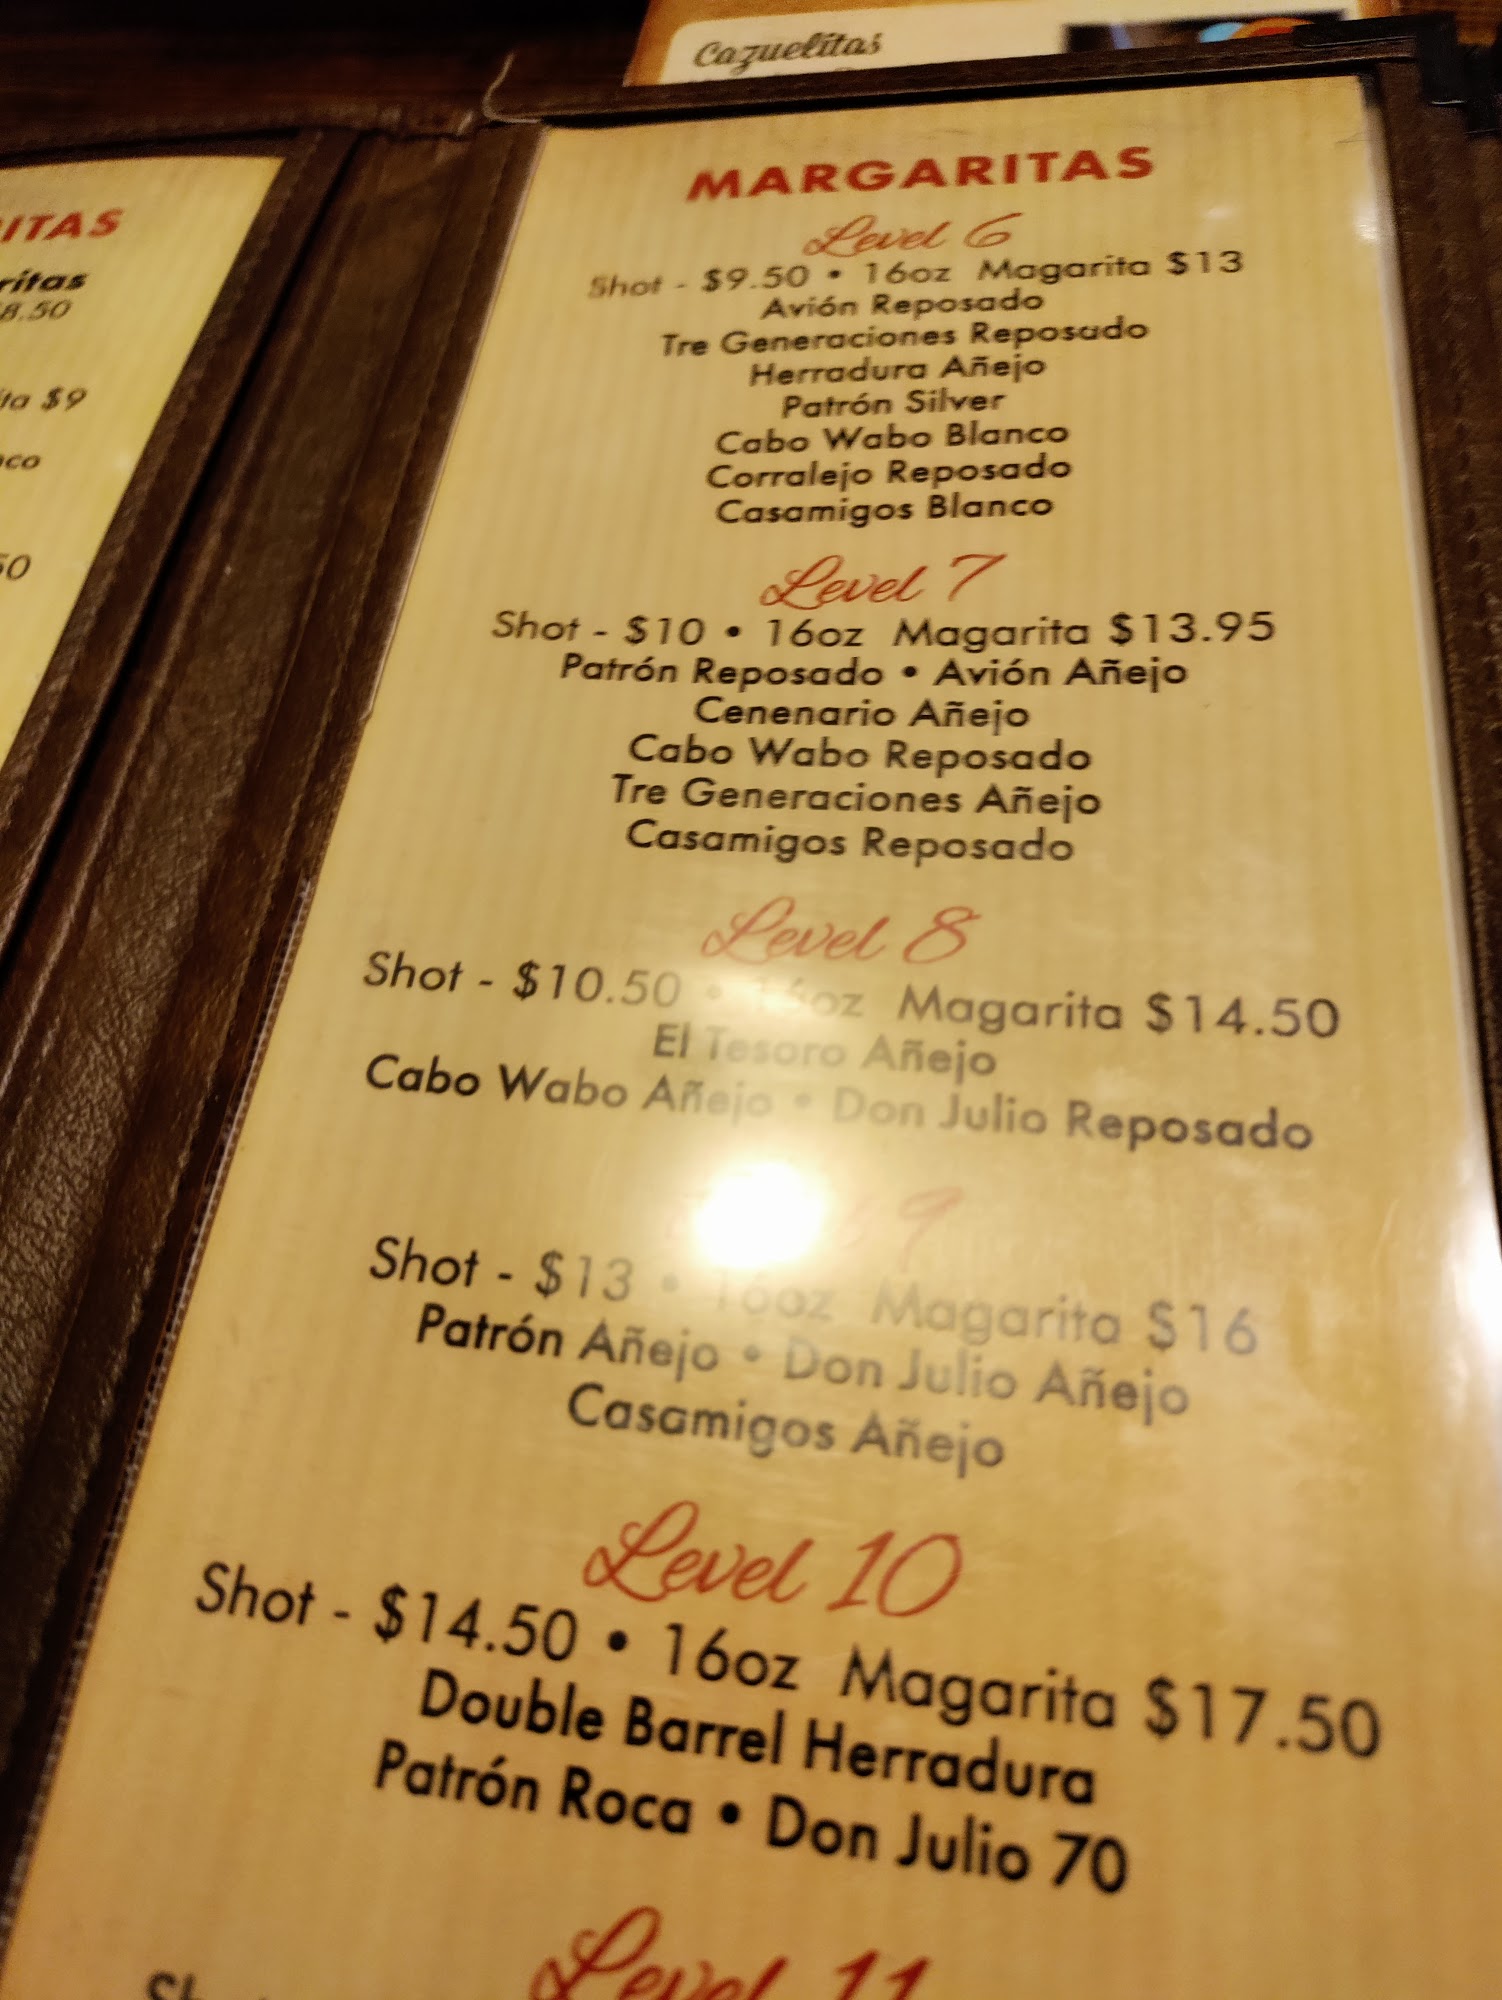 Cazuelitas
ITAS
ritas
8.50
ita $9
nco
50
MARGARITAS
Level 6
Shot - $9.50 • 16oz Magarita $13
Avión Reposado
Tre Generaciones Reposado
Herradura Añejo
Patrón Silver
Cabo Wabo Blanco
Corralejo Reposado
Casamigos Blanco
Level 7
Shot - $10 • 16oz Magarita $13.95
Patrón Reposado • Avión Añejo
Cenenario Añejo
Cabo Wabo Reposado
Tre Generaciones Añejo
Casamigos Reposado
Level 8
Shot - $10.50 • 16oz Magarita $14.50
El Tesoro Añejo
Cabo Wabo Añejo • Don Julio Reposado
9
Shot - $13 • 16oz Magarita $16
Patrón Añejo • Don Julio Añejo
Casamigos Añejo
Level 10
Shot - $14.50 • 16oz Magarita $17.50
Double Barrel Herradura
Patrón Roca • Don Julio 70
Level 11